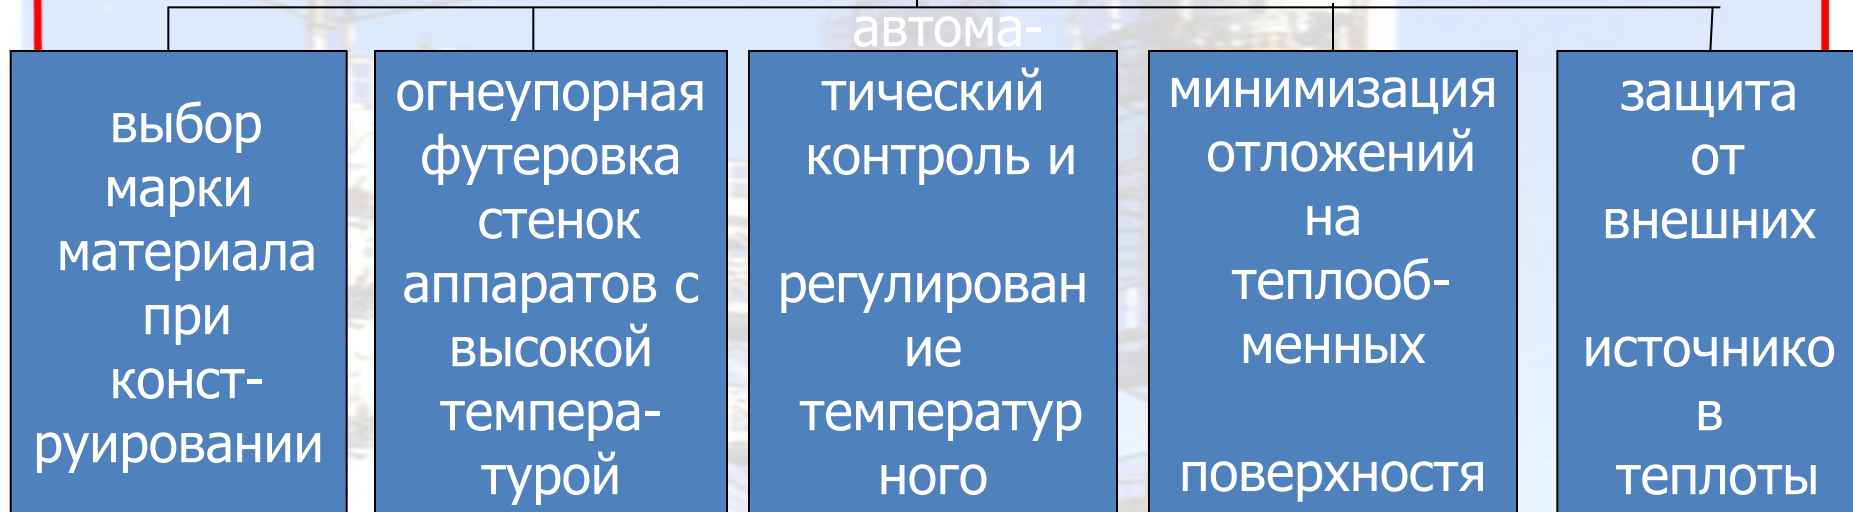 выбор
марки
материала
при
конст-
руировании
огнеупорная
футеровка
стенок
аппаратов с
высокой
темпера-
турой
автома-
тический
контроль и
регулирован
ие
температур
ного
минимизация
отложений
на
теплооб-
менных
поверхностя
защита
от
внешних
источнико
в
теплоты